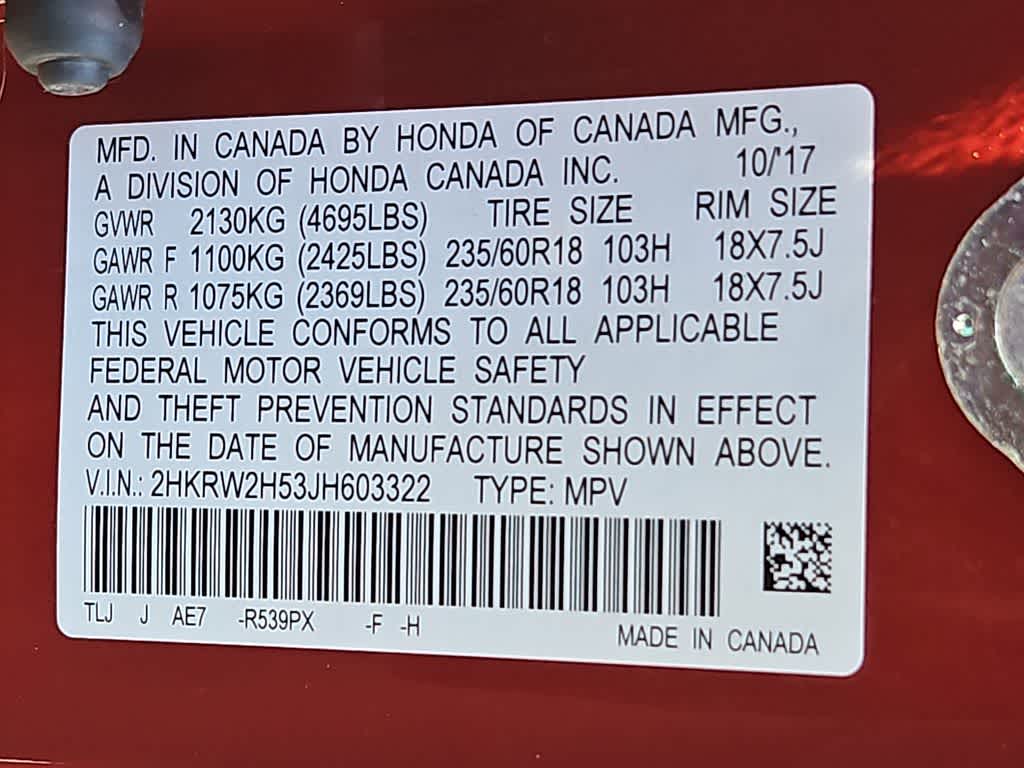 MFD. IN CANADA BY HONDA OF CANADA MFG.,
A DIVISION OF HONDA CANADA INC. 10/'17
GVWR 2130KG (4695LBS) TIRE SIZE RIM SIZE
GAWR F 1100KG (2425LBS) 235/60R18 103H 18X7.5J
GAWR R 1075KG (2369LBS) 235/60R18 103H 18X7.5J
THIS VEHICLE CONFORMS TO ALL APPLICABLE
FEDERAL MOTOR VEHICLE SAFETY
AND THEFT PREVENTION STANDARDS IN EFFECT
ON THE DATE OF MANUFACTURE SHOWN ABOVE.
V.I.N.: 2HKRW2H53JH603322 TYPE: MPV
TLJ J AE7 -R539PX -F -H
MADE IN CANADA